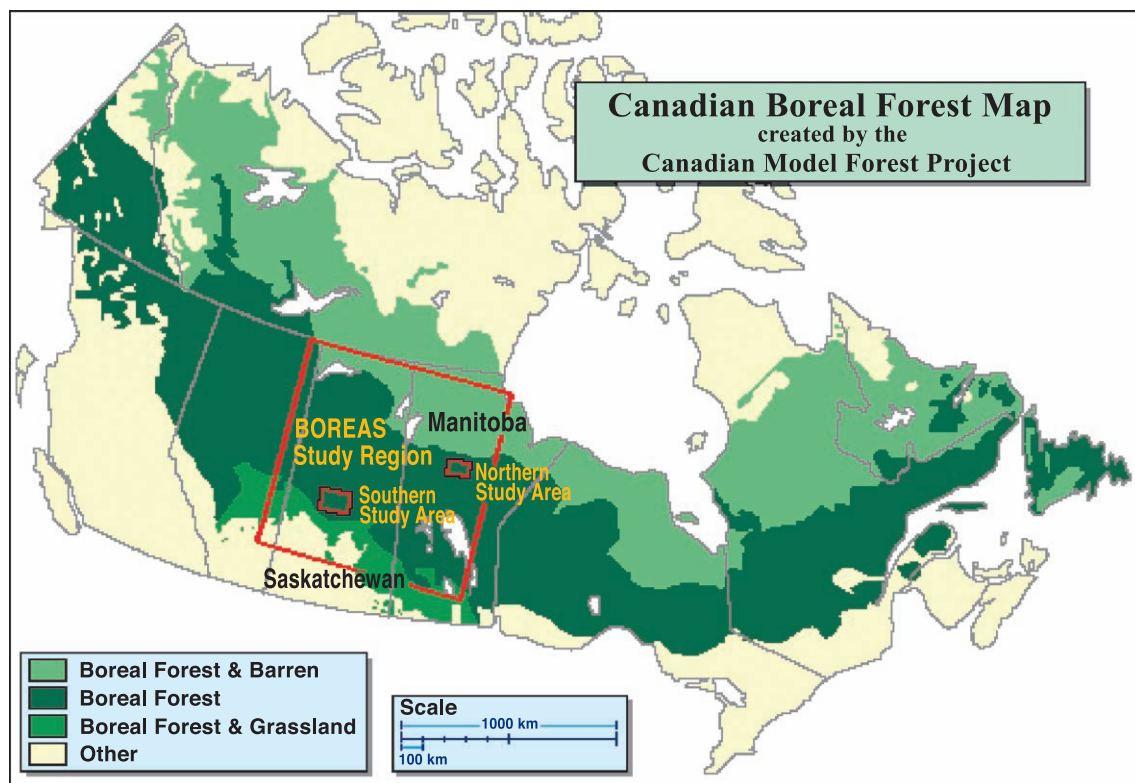 Canadian Boreal Forest Map
created by the
Canadian Model Forest Project
Manitoba
BOREAS
Study Region
Northern
Study Area
Southern
Study Area
Saskatchewan
Boreal Forest & Barren
Boreal Forest
Boreal Forest & Grassland
Other
Scale
1000 km
100 km